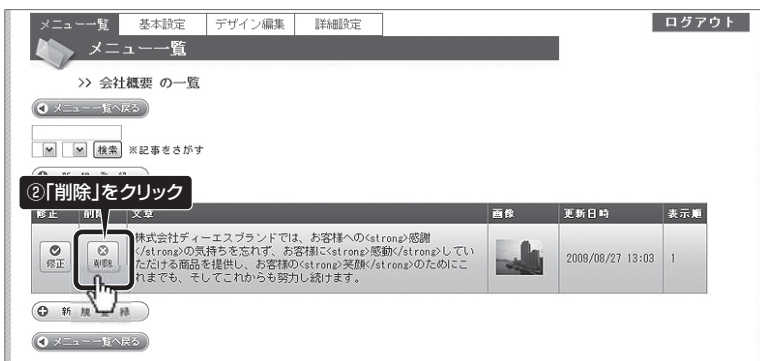 メニュー一覧 基本設定 デザイン編集 詳細設定 ログアウト
メニュー一覧
>> 会社概要 の一覧
メニュー一覧へ戻る
検索 ※記事をさがす
②「削除」をクリック
修正 削除 文章 画像 更新日時 表示順
修正 削除 株式会社ディーエスブランドでは、お客様への<strong>感謝
</strong>の気持ちを忘れず、お客様に<strong>感動</strong>してい
ただける商品を提供し、お客様の<strong>笑顔</strong>のためにこ
れまでも、そしてこれからも努力し続けます。
2009/08/27 13:03 1
新規登録
メニュー一覧へ戻る